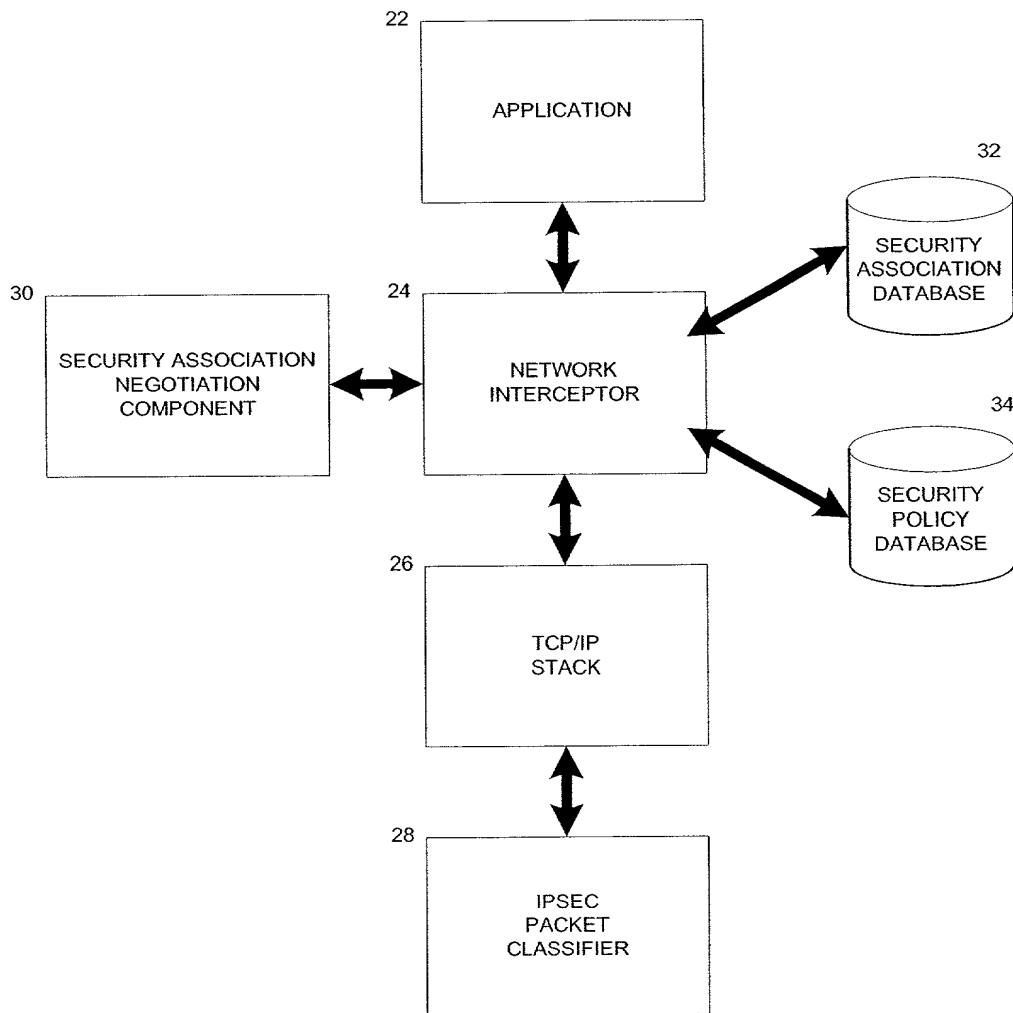 22
APPLICATION
32
SECURITY
ASSOCIATION
DATABASE
30
SECURITY ASSOCIATION
NEGOTIATION
COMPONENT
24
NETWORK
INTERCEPTOR
34
SECURITY
POLICY
DATABASE
26
TCP/IP
STACK
28
IPSEC
PACKET
CLASSIFIER